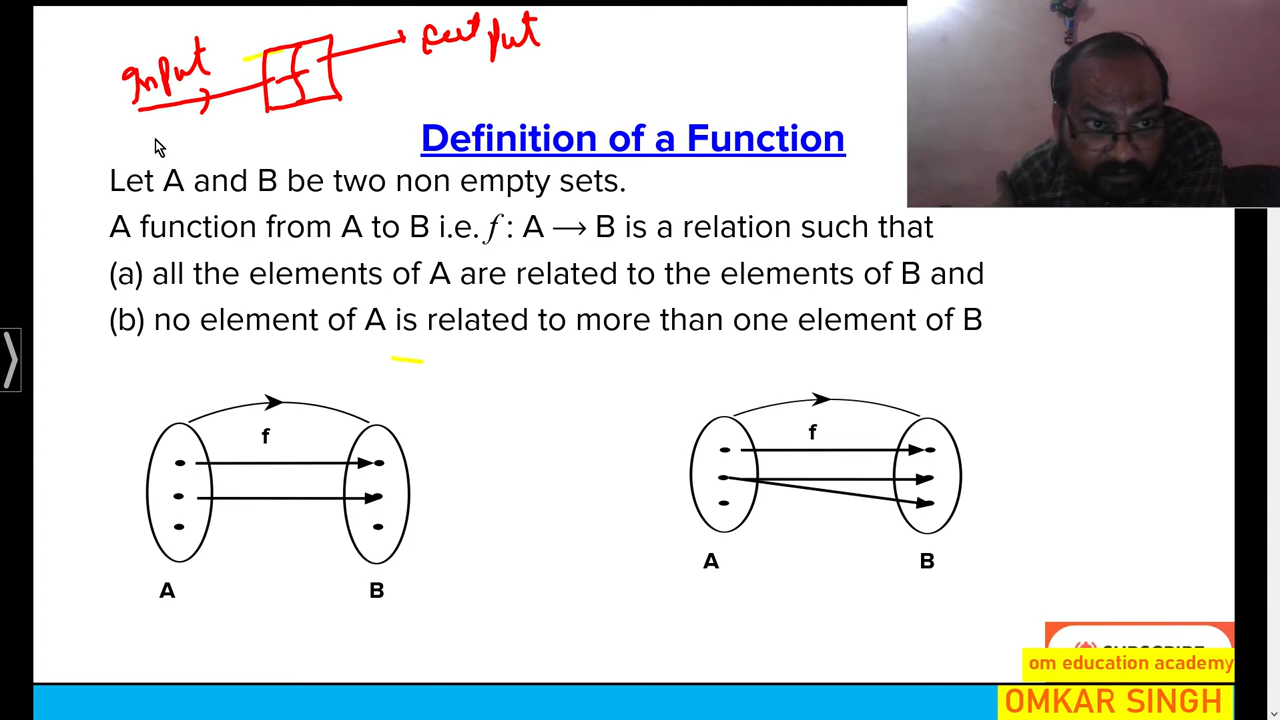 Input
f
Output
Definition of a Function
Let A and B be two non empty sets.
A function from A to B i.e. f : A ⟶ B is a relation such that
(a) all the elements of A are related to the elements of B and
(b) no element of A is related to more than one element of B
f
A B
f
A B
SUBSCRIBE
om education academy
OMKAR SINGH